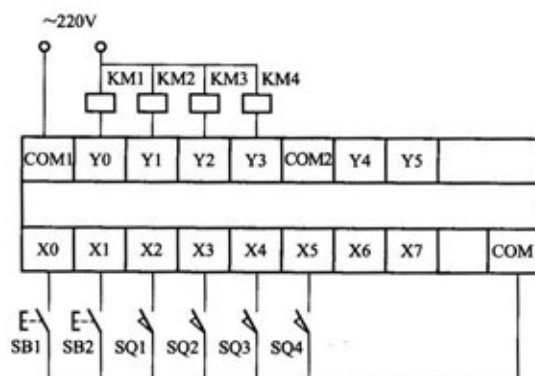 ~220V
KM1 KM2 KM3 KM4
COM1 Y0 Y1 Y2 Y3 COM2 Y4 Y5
X0 X1 X2 X3 X4 X5 X6 X7 COM
SB1 SB2 SQ1 SQ2 SQ3 SQ4